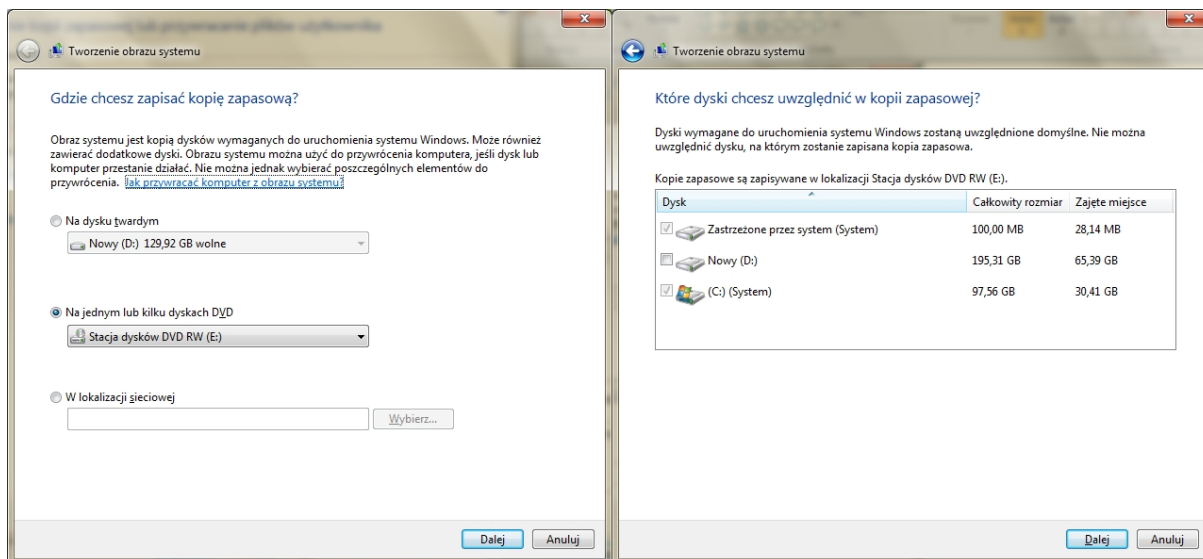 Tworzenie obrazu systemu
Gdzie chcesz zapisać kopię zapasową?
Obraz systemu jest kopią dysków wymaganych do uruchomienia systemu Windows. Może również
zawierać dodatkowe dyski. Obrazu systemu można użyć do przywrócenia komputera, jeśli dysk lub
komputer przestanie działać. Nie można jednak wybierać poszczególnych elementów do
przywrócenia. Jak przywracać komputer z obrazu systemu?
Na dysku twardym
Nowy (D:) 129,92 GB wolne
Na jednym lub kilku dyskach DVD
Stacja dysków DVD RW (E:)
W lokalizacji sieciowej
Wybierz...
Dalej Anuluj
Tworzenie obrazu systemu
Które dyski chcesz uwzględnić w kopii zapasowej?
Dyski wymagane do uruchomienia systemu Windows zostaną uwzględnione domyślne. Nie można
uwzględnić dysku, na którym zostanie zapisana kopia zapasowa.
Kopie zapasowe są zapisywane w lokalizacji Stacja dysków DVD RW (E:).
Dysk Całkowity rozmiar Zajęte miejsce
Zastrzeżone przez system (System) 100,00 MB 28,14 MB
Nowy (D:) 195,31 GB 65,39 GB
(C:) (System) 97,56 GB 30,41 GB
Dalej Anuluj